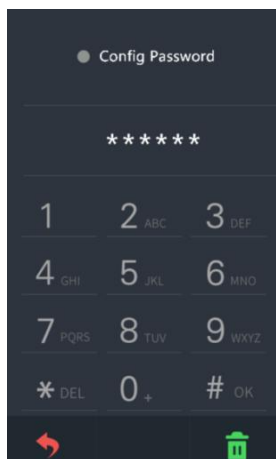 Config Password
******
1 2 ABC 3 DEF
4 GHI 5 JKL 6 MNO
7 PQRS 8 TUV 9 WXYZ
* DEL 0 + # OK